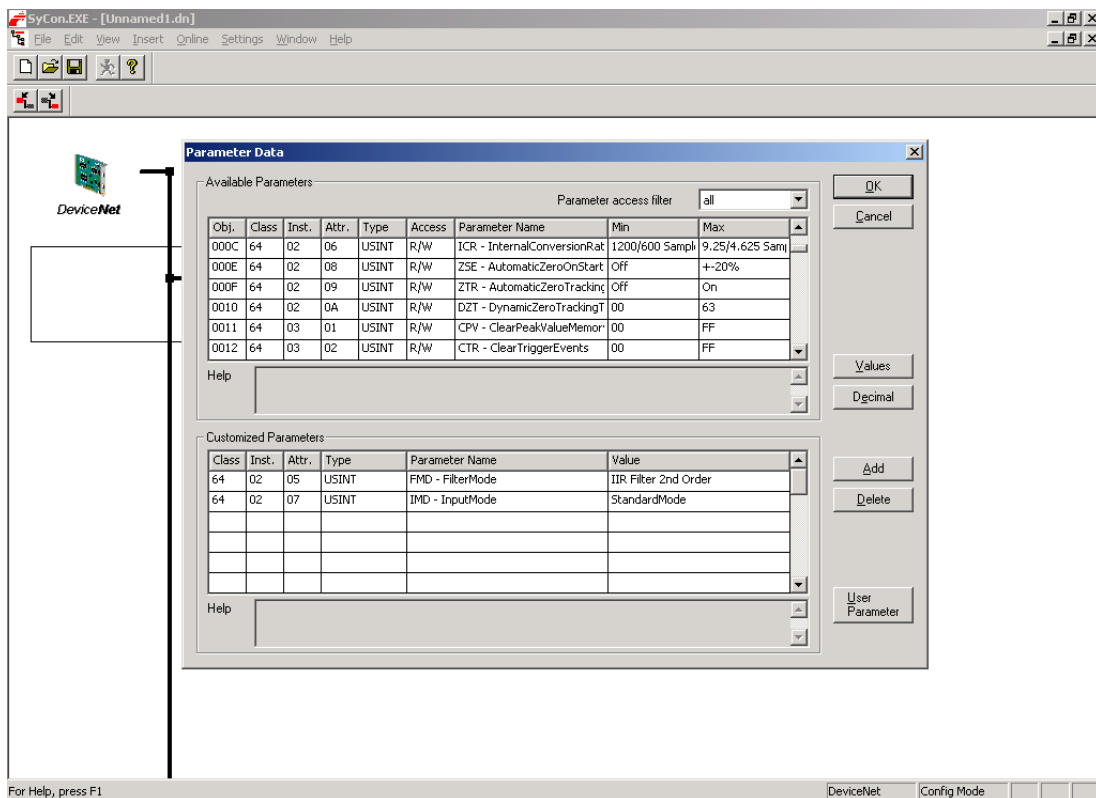 SyCon.EXE - [Unnamed1.dn]
File Edit View Insert Online Settings Window Help
DeviceNet
Parameter Data
Available Parameters
Parameter access filter all
Obj. Class Inst. Attr. Type Access Parameter Name Min Max
000C 64 02 06 USINT R/W ICR - InternalConversionRat 1200/600 Sampl 9.25/4.625 Sam
000E 64 02 08 USINT R/W ZSE - AutomaticZeroOnStart Off +-20%
000F 64 02 09 USINT R/W ZTR - AutomaticZeroTracking Off On
0010 64 02 0A USINT R/W DZT - DynamicZeroTrackingT 00 63
0011 64 03 01 USINT R/W CPV - ClearPeakValueMemor 00 FF
0012 64 03 02 USINT R/W CTR - ClearTriggerEvents 00 FF
Help
Customized Parameters
Class Inst. Attr. Type Parameter Name Value
64 02 05 USINT FMD - FilterMode IIR Filter 2nd Order
64 02 07 USINT IMD - InputMode StandardMode
Help
OK
Cancel
Values
Decimal
Add
Delete
User
Parameter
For Help, press F1
DeviceNet Config Mode